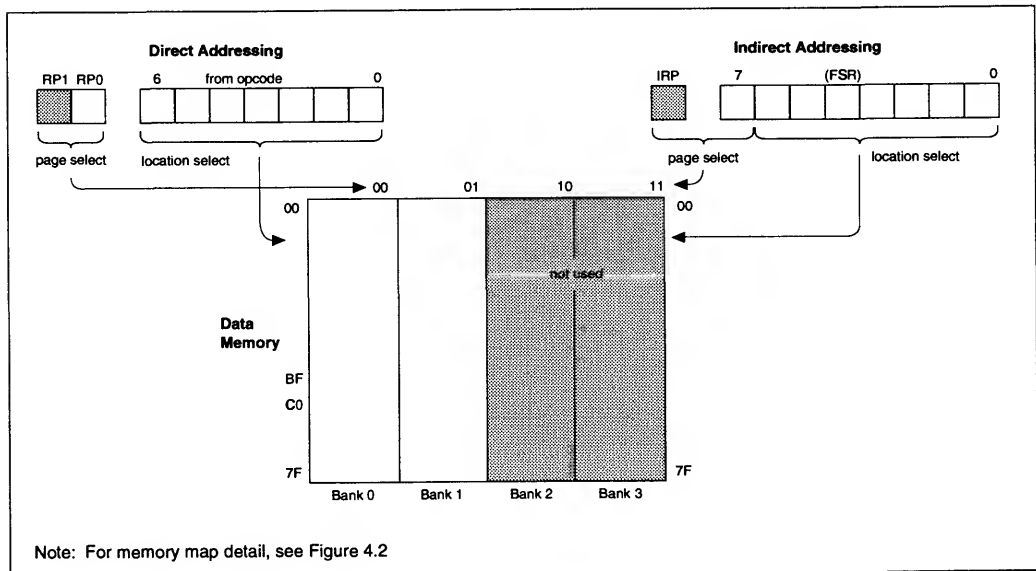 Direct Addressing
RP1 RP0
6 from opcode 0
page select
location select
Indirect Addressing
IRP
7 (FSR) 0
page select
location select
00 01 10 11
00
00
not used
Data
Memory
BF
C0
7F
7F
Bank 0 Bank 1 Bank 2 Bank 3
Note: For memory map detail, see Figure 4.2